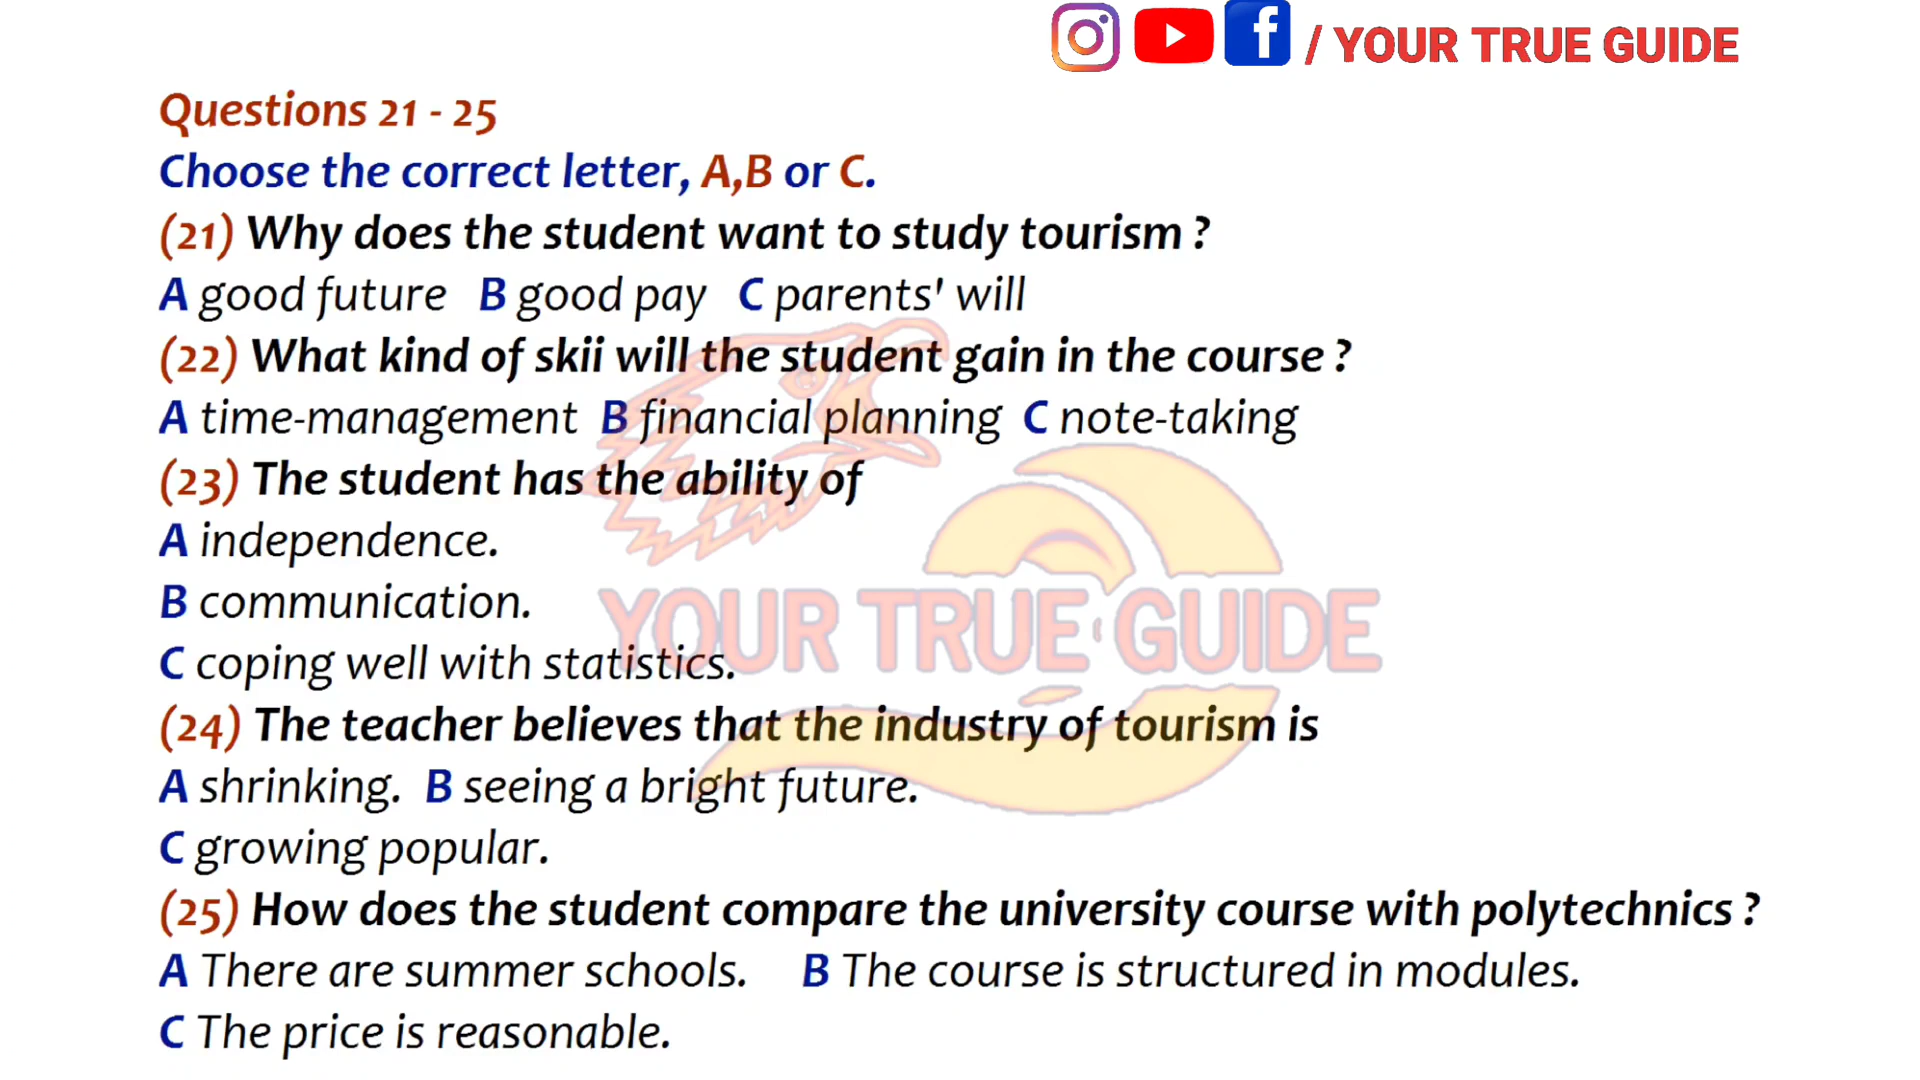 / YOUR TRUE GUIDE
Questions 21 - 25
Choose the correct letter, A,B or C.
(21) Why does the student want to study tourism ?
A good future B good pay C parents' will
(22) What kind of skii will the student gain in the course ?
A time-management B financial planning C note-taking
(23) The student has the ability of
A independence.
B communication.
YOUR TRUE GUIDE
C coping well with statistics.
(24) The teacher believes that the industry of tourism is
A shrinking. B seeing a bright future.
C growing popular.
(25) How does the student compare the university course with polytechnics ?
A There are summer schools. B The course is structured in modules.
C The price is reasonable.